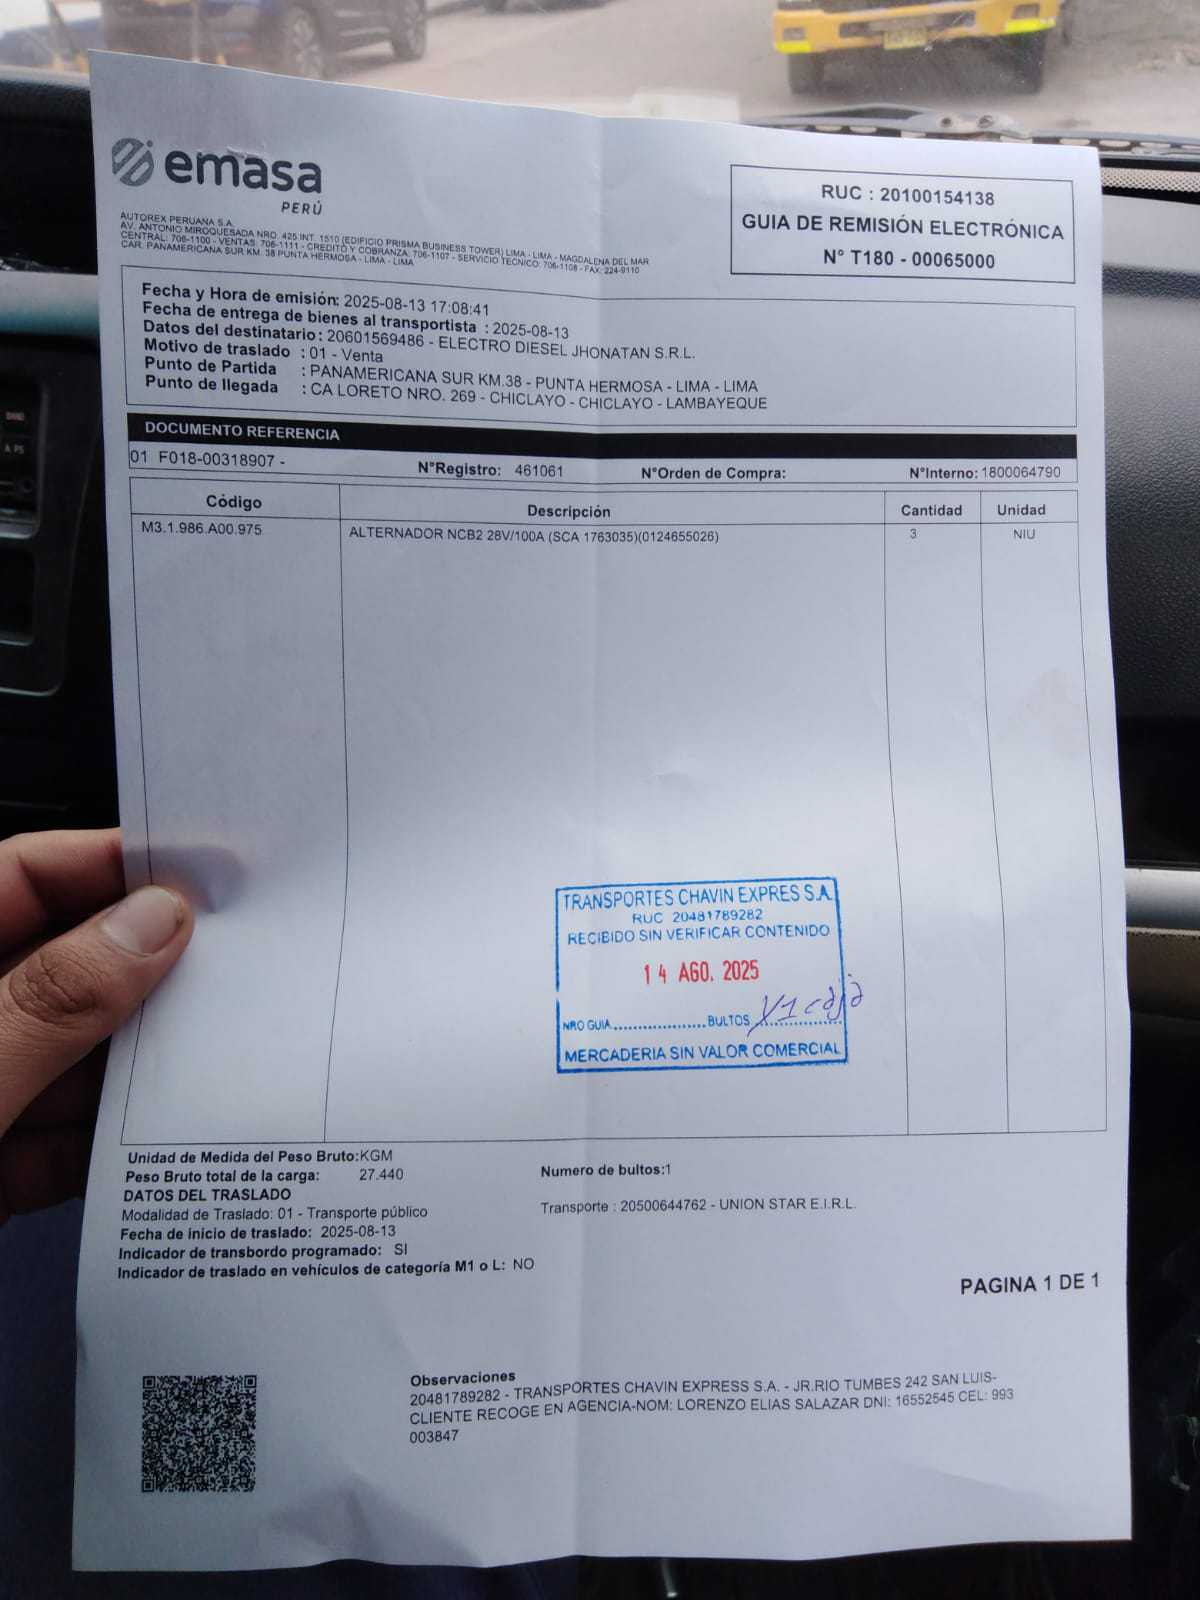 emasa
PERÚ
AUTOREX PERUANA S.A.
AV. ANTONIO MIROQUESADA NRO. 425 INT. 1510 (EDIFICIO PRISMA BUSINESS TOWER) LIMA - LIMA - MAGDALENA DEL MAR
CENTRAL: 706-1100 - VENTAS: 706-1111 - CREDITO Y COBRANZA: 706-1107 - SERVICIO TECNICO: 706-1108 - FAX: 224-9110
CAR. PANAMERICANA SUR KM. 38 PUNTA HERMOSA - LIMA - LIMA
RUC : 20100154138
GUIA DE REMISIÓN ELECTRÓNICA
N° T180 - 00065000
Fecha y Hora de emisión: 2025-08-13 17:08:41
Fecha de entrega de bienes al transportista : 2025-08-13
Datos del destinatario : 20601569486 - ELECTRO DIESEL JHONATAN S.R.L.
Motivo de traslado : 01 - Venta
Punto de Partida : PANAMERICANA SUR KM.38 - PUNTA HERMOSA - LIMA - LIMA
Punto de llegada : CA LORETO NRO. 269 - CHICLAYO - CHICLAYO - LAMBAYEQUE
DOCUMENTO REFERENCIA
01 F018-00318907 - N°Registro: 461061 N°Orden de Compra: N°Interno: 1800064790
Código Descripción Cantidad Unidad
M3.1.986.A00.975 ALTERNADOR NCB2 28V/100A (SCA 1763035)(0124655026) 3 NIU
TRANSPORTES CHAVIN EXPRES S.A.
RUC 20481789282
RECIBIDO SIN VERIFICAR CONTENIDO
14 AGO. 2025
NRO GUIA......................BULTOS 1 caja
MERCADERIA SIN VALOR COMERCIAL
Unidad de Medida del Peso Bruto: KGM
Peso Bruto total de la carga: 27.440 Numero de bultos:1
DATOS DEL TRASLADO
Modalidad de Traslado: 01 - Transporte público Transporte : 20500644762 - UNION STAR E.I.R.L.
Fecha de inicio de traslado: 2025-08-13
Indicador de transbordo programado: SI
Indicador de traslado en vehículos de categoría M1 o L: NO
PAGINA 1 DE 1
Observaciones
20481789282 - TRANSPORTES CHAVIN EXPRESS S.A. - JR.RIO TUMBES 242 SAN LUIS-
CLIENTE RECOGE EN AGENCIA-NOM: LORENZO ELIAS SALAZAR DNI: 16552545 CEL: 993
003847